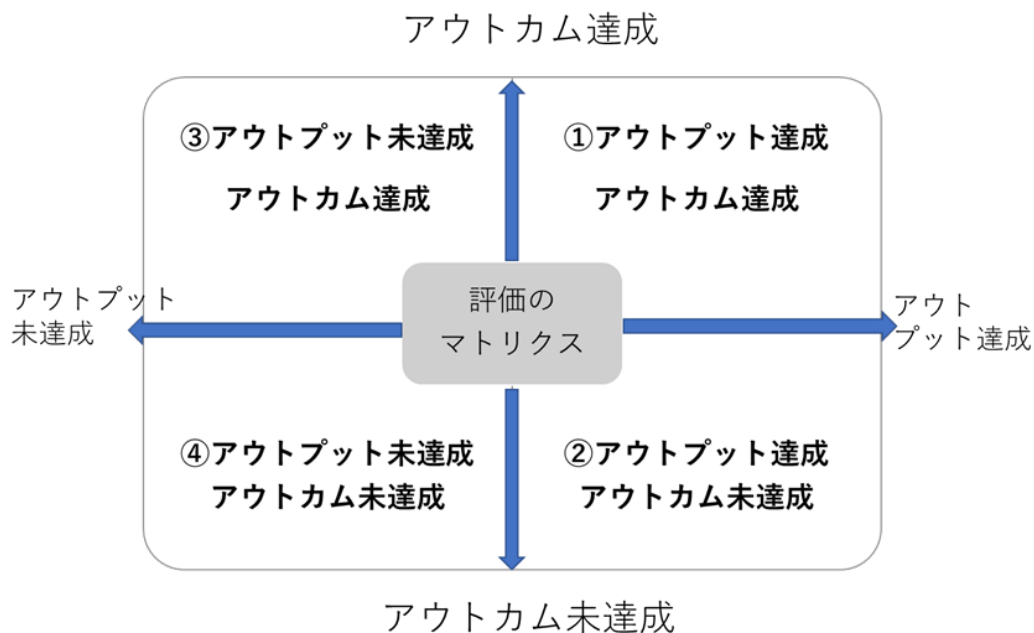 アウトカム達成
③アウトプット未達成
アウトカム達成
①アウトプット達成
アウトカム達成
アウトプット
未達成
評価の
マトリクス
アウト
プット達成
④アウトプット未達成
アウトカム未達成
②アウトプット達成
アウトカム未達成
アウトカム未達成